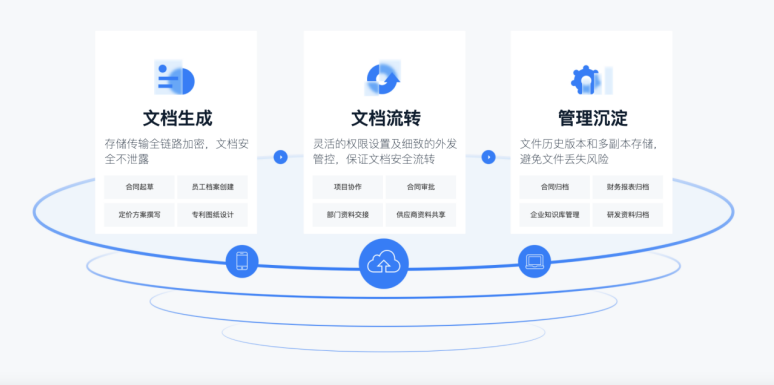 文档生成
存储传输全链路加密，文档安
全不泄露
合同起草
员工档案创建
定价方案撰写
专利图纸设计
文档流转
灵活的权限设置及细致的外发
管控，保证文档安全流转
项目协作
合同审批
部门资料交接
供应商资料共享
管理沉淀
文件历史版本和多副本存储，
避免文件丢失风险
合同归档
财务报表归档
企业知识库管理
研发资料归档